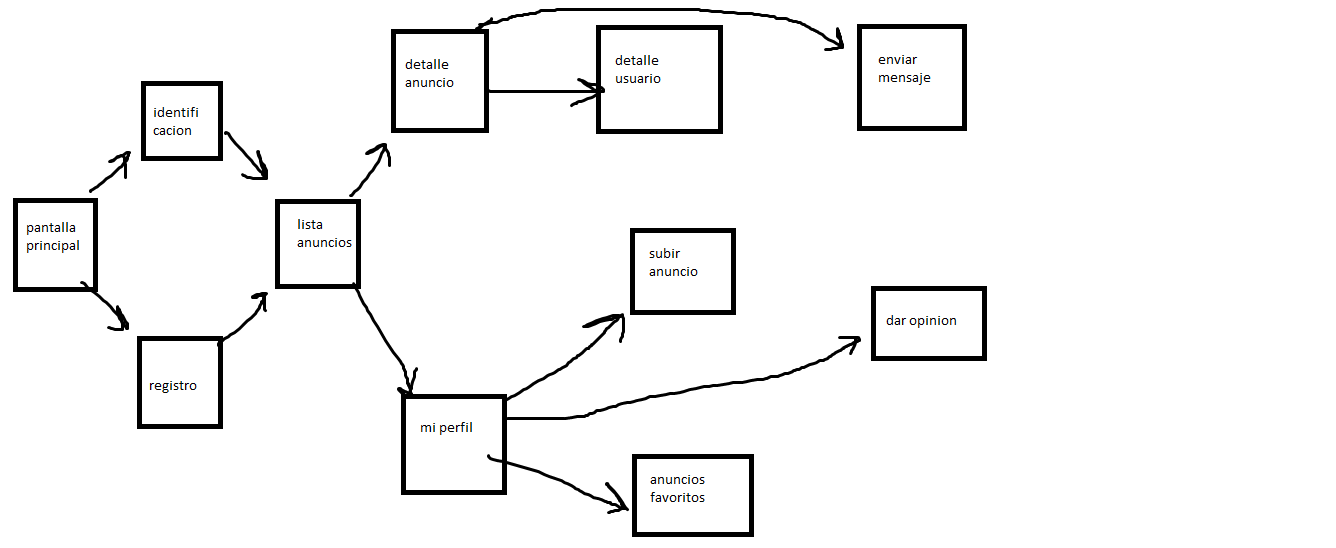 detalle
anuncio
detalle
usuario
enviar
mensaje
identifi
cacion
pantalla
principal
lista
anuncios
subir
anuncio
dar opinion
registro
mi perfil
anuncios
favoritos